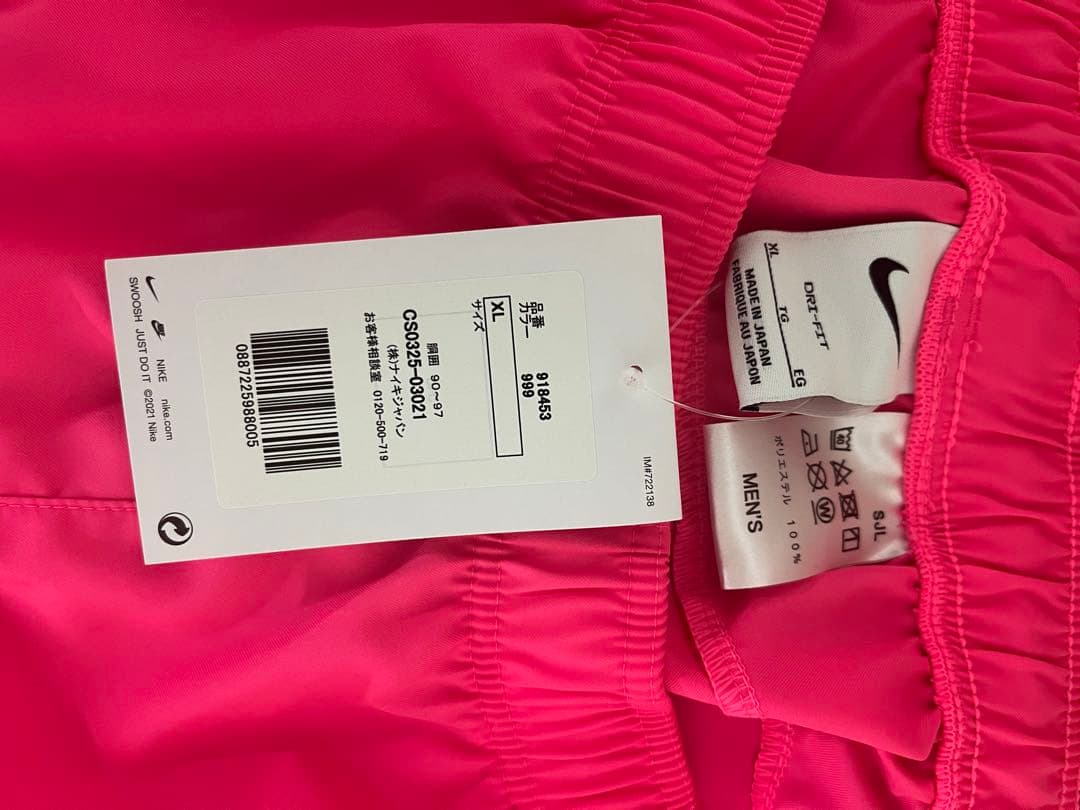 品番 918453
カラー 999
XL
サイズ
胴囲 90~97
CS0325-03021
(株)ナイキジャパン
お客様相談室 0120-500-719
0887225988005
IM#722138
NIKE nike.com
SWOOSH JUST DO IT ©2021 Nike
DRI-FIT
XL TG EG
MADE IN JAPAN
FABRIQUE AU JAPON
SJL
40
W
ポリエステル 100%
MEN'S